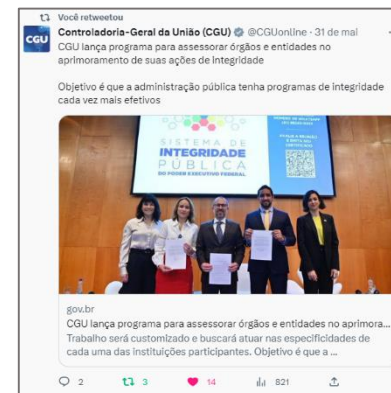 Você retweetou
Controladoria-Geral da União (CGU) @CGUonline · 31 de mai
CGU
CGU lança programa para assessorar órgãos e entidades no
aprimoramento de suas ações de integridade
Objetivo é que a administração pública tenha programas de integridade
cada vez mais efetivos
SISTEMA DE
INTEGRIDADE
PÚBLICA
DO PODER EXECUTIVO FEDERAL
gov.br
CGU lança programa para assessorar órgãos e entidades no aprimora...
Trabalho será customizado e buscará atuar nas especificidades de
cada uma das instituições participantes. Objetivo é que a ...
2 3 14 821